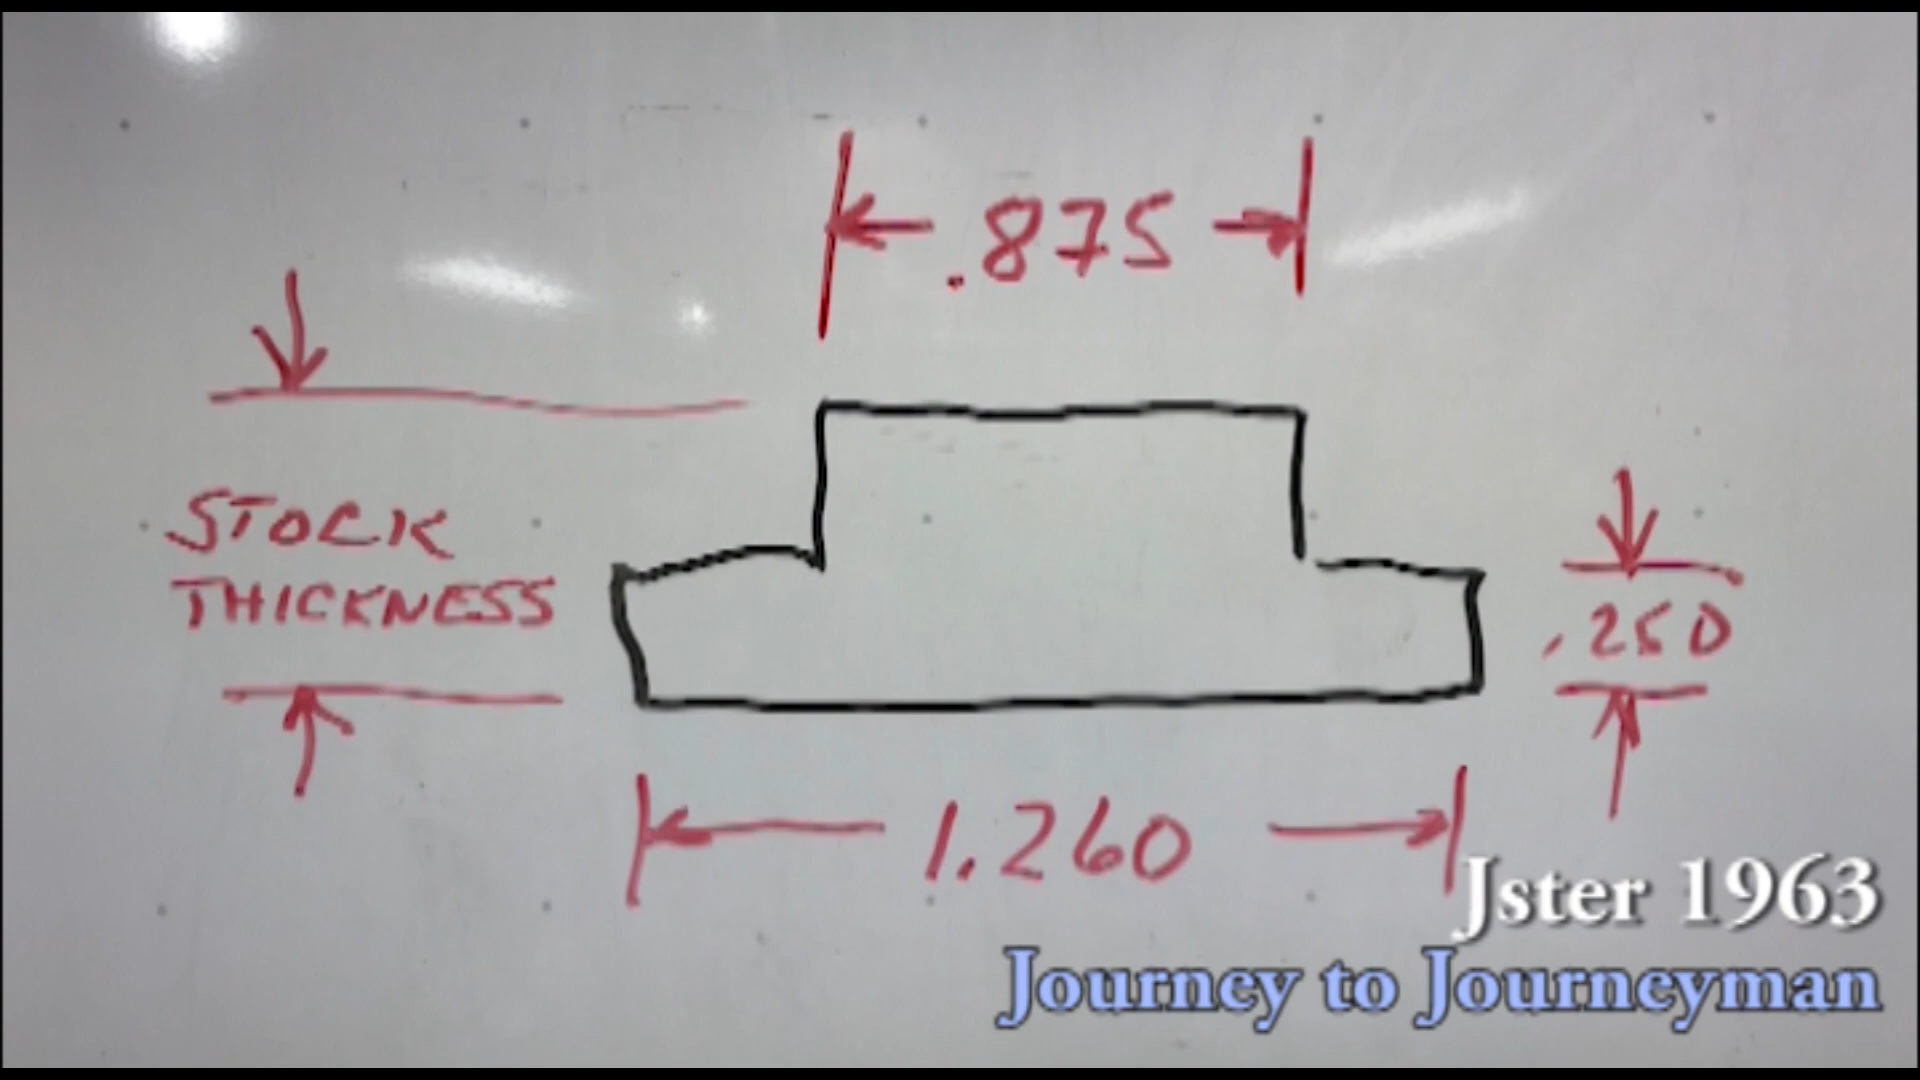 .875
STOCK
THICKNESS
.250
1.260
Jster 1963
Journey to Journeyman